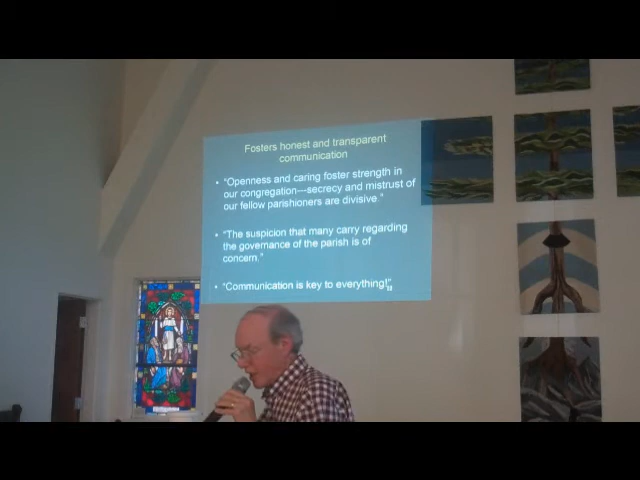 Fosters honest and transparent
communication
• "Openness and caring foster strength in
our congregation—secrecy and mistrust of
our fellow parishioners are divisive."
• "The suspicion that many carry regarding
the governance of the parish is of
concern."
• "Communication is key to everything!"
13